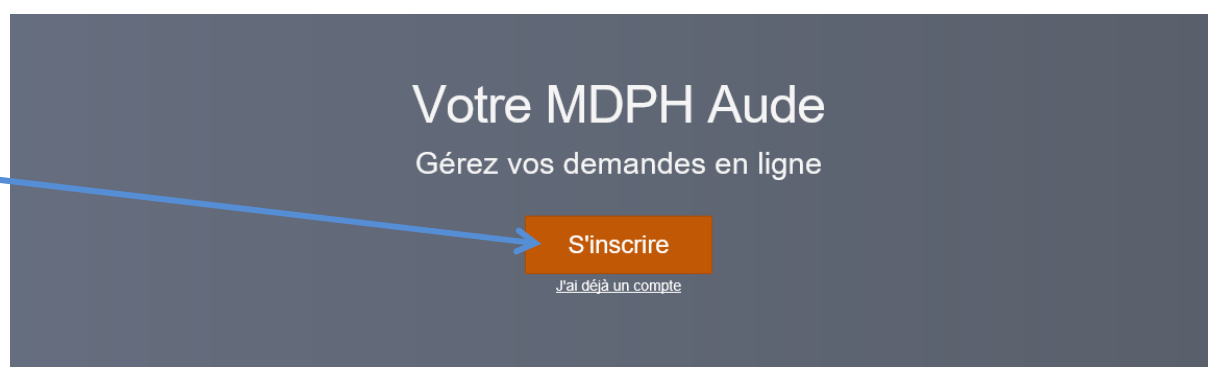 Votre MDPH Aude
Gérez vos demandes en ligne
S'inscrire
J'ai déjà un compte